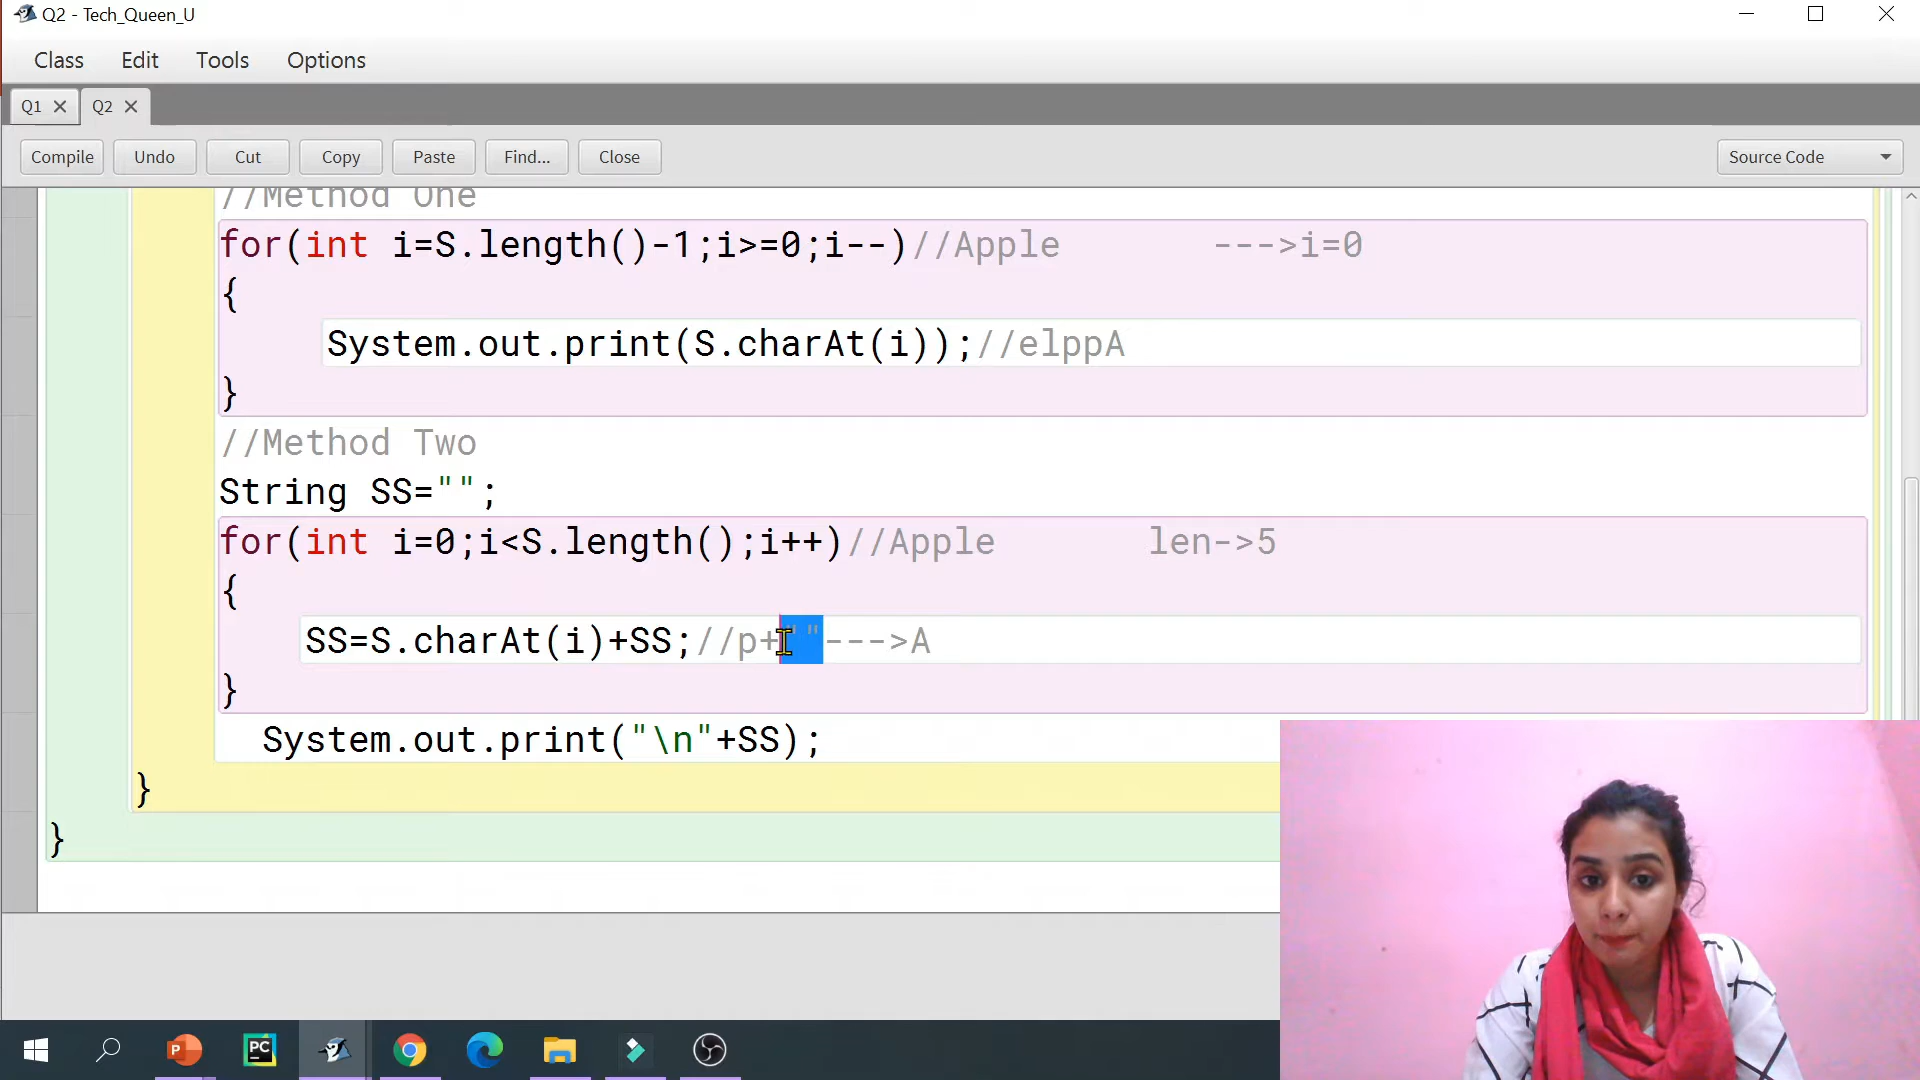 Q2 - Tech_Queen_U
Class Edit Tools Options
Q1 Q2
Compile Undo Cut Copy Paste Find... Close Source Code
//Method One
for(int i=S.length()-1;i>=0;i--)//Apple --->i=0
{
System.out.print(S.charAt(i));//elppA
}
//Method Two
String SS="";
for(int i=0;i<S.length();i++)//Apple len->5
{
SS=S.charAt(i)+SS;//p+""--->A
}
System.out.print("\n"+SS);
}
}
P PC